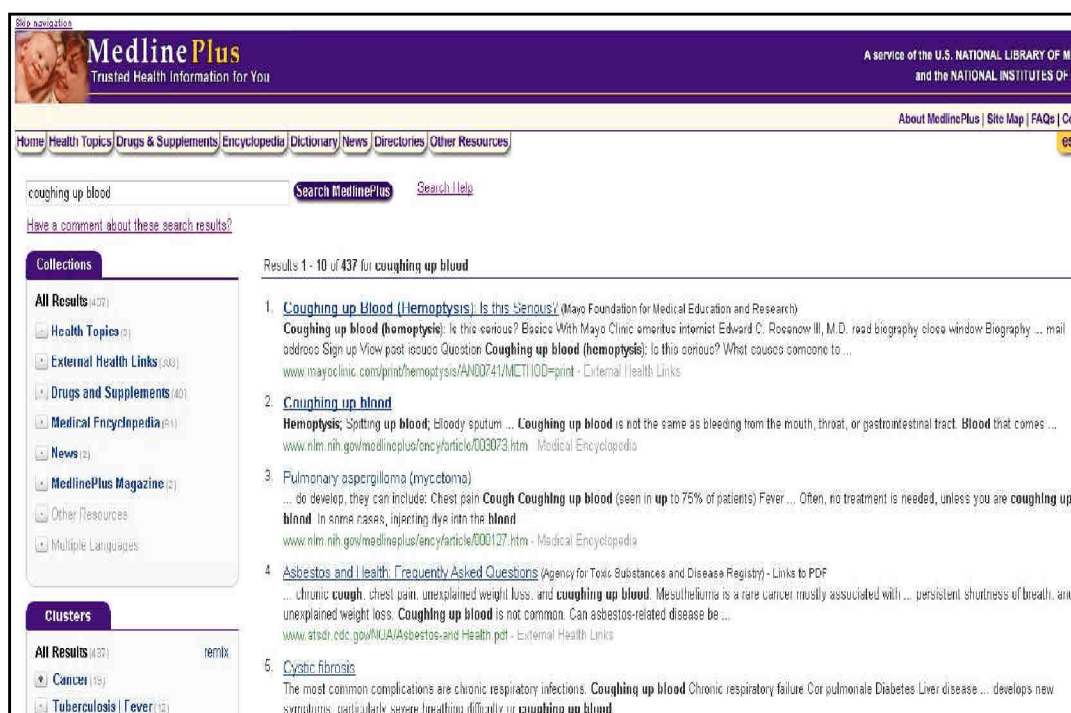 Skip navigation
MedlinePlus
Trusted Health Information for You
A service of the U.S. NATIONAL LIBRARY OF M
and the NATIONAL INSTITUTES OF
About MedlinePlus | Site Map | FAQs | Co
Home Health Topics Drugs & Supplements Encyclopedia Dictionary News Directories Other Resources
es
coughing up blood Search MedlinePlus Search Help
Have a comment about these search results?
Collections
All Results (437)
Health Topics
External Health Links
Drugs and Supplements (40)
Medical Encyclopedia
News (2)
MedlinePlus Magazine (2)
Other Resources
Multiple Languages
Clusters
All Results (437) remix
Cancer
Tuberculosis | Fever (12)
Results 1 - 10 of 437 for coughing up blood
1. Coughing up Blood (Hemoptysis): Is this Serious? (Mayo Foundation for Medical Education and Research)
Coughing up blood (hemoptysis): Is this serious? Basics With Mayo Clinic emeritus internist Edward C. Rosenow III, M.D. read biography close window Biography ... mail
address Sign up View past issues Question Coughing up blood (hemoptysis): Is this serious? What causes someone to ...
www.mayoclinic.com/print/hemoptysis/AN00741/METHOD=print - External Health Links
2. Coughing up blood
Hemoptysis; Spitting up blood; Bloody sputum ... Coughing up blood is not the same as bleeding from the mouth, throat, or gastrointestinal tract. Blood that comes ...
www.nlm.nih.gov/medlineplus/ency/article/003073.htm - Medical Encyclopedia
3. Pulmonary aspergilloma (mycetoma)
... do develop, they can include: Chest pain Cough Coughing up blood (seen in up to 75% of patients) Fever ... Often, no treatment is needed, unless you are coughing up
blood. In some cases, injecting dye into the blood
www.nlm.nih.gov/medlineplus/ency/article/000127.htm - Medical Encyclopedia
4. Asbestos and Health: Frequently Asked Questions (Agency for Toxic Substances and Disease Registry) - Links to PDF
... chronic cough, chest pain, unexplained weight loss, and coughing up blood. Mesothelioma is a rare cancer mostly associated with ... persistent shortness of breath, and
unexplained weight loss. Coughing up blood is not common. Can asbestos-related disease be ...
www.atsdr.cdc.gov/NOA/Asbestos-and Health.pdf - External Health Links
5. Cystic fibrosis
The most common complications are chronic respiratory infections. Coughing up blood Chronic respiratory failure Cor pulmonale Diabetes Liver disease ... develops new
symptoms, particularly severe breathing difficulty or coughing up blood